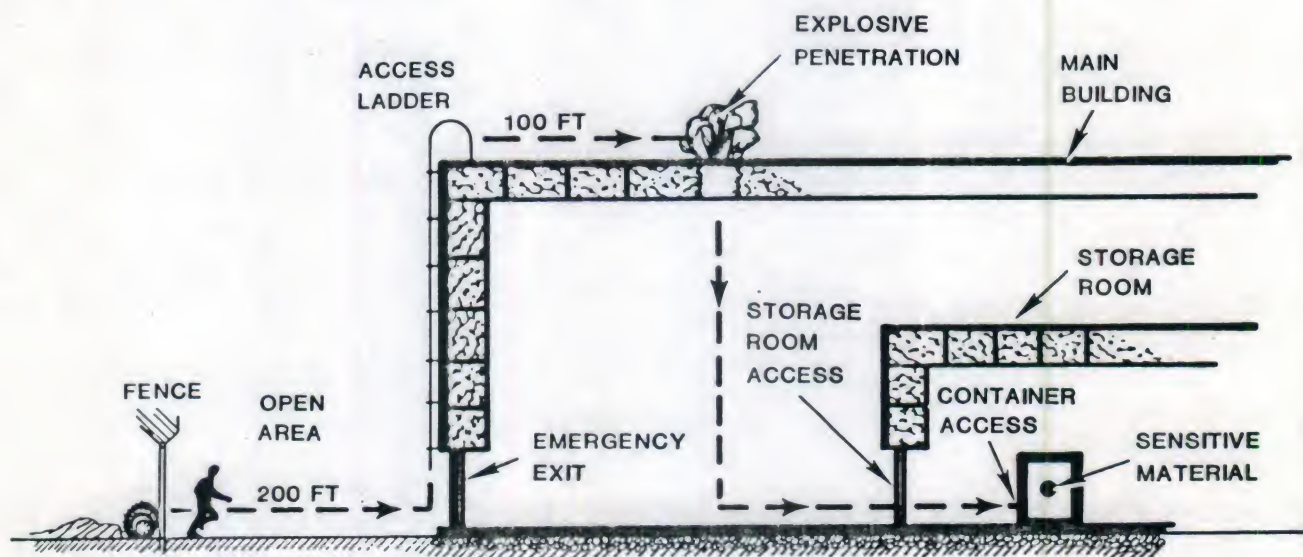 EXPLOSIVE
PENETRATION
ACCESS
LADDER
MAIN
BUILDING
100 FT
STORAGE
ROOM
STORAGE
ROOM
ACCESS
FENCE
OPEN
AREA
CONTAINER
ACCESS
EMERGENCY
EXIT
SENSITIVE
MATERIAL
200 FT